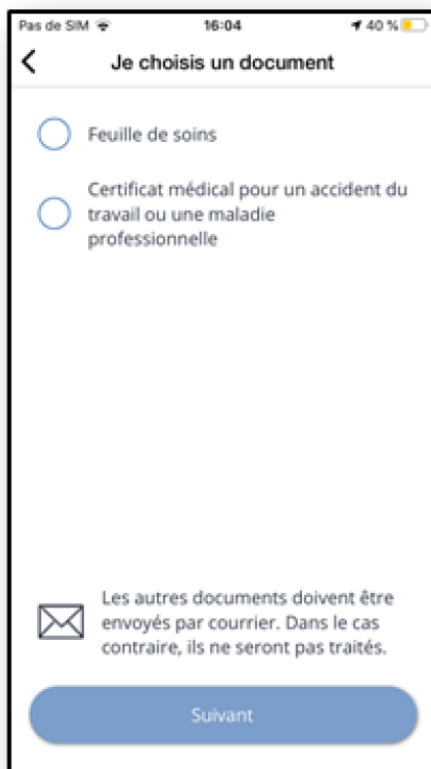 Pas de SIM 16:04 40 %
Je choisis un document
Feuille de soins
Certificat médical pour un accident du
travail ou une maladie
professionnelle
Les autres documents doivent être
envoyés par courrier. Dans le cas
contraire, ils ne seront pas traités.
Suivant